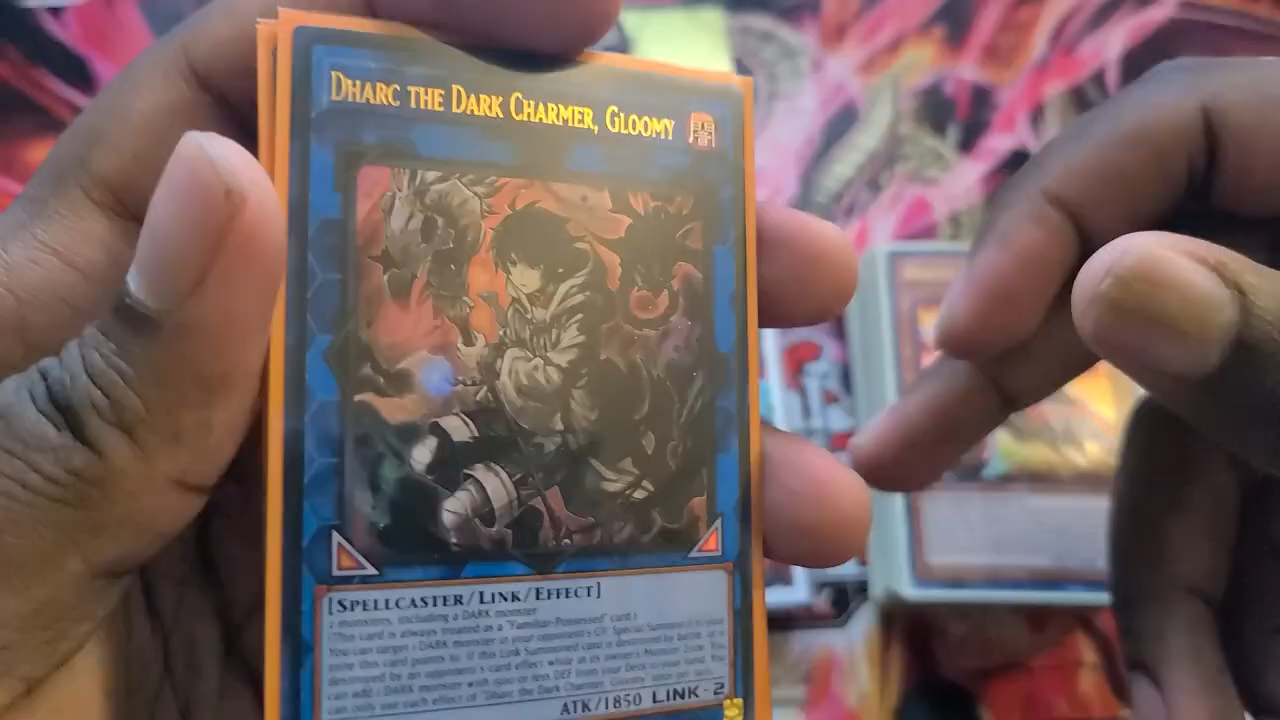 DHARC THE DARK CHARMER, GLOOMY
[SPELLCASTER/LINK/EFFECT]
2 monsters, including a DARK monster
(This card is always treated as a "Familiar-Possessed" card.)
You can target 1 DARK monster in your opponent's GY; Special Summon it to your
zone this card points to. If this Link Summoned card is destroyed by battle, or is
destroyed by an opponent's card effect while in its owner's Monster Zone: You
can add 1 DARK monster with 1500 or less DEF from your Deck to your hand. You
can only use each effect of "Dharc the Dark Charmer, Gloomy" once per turn.
ATK/1850 LINK-2